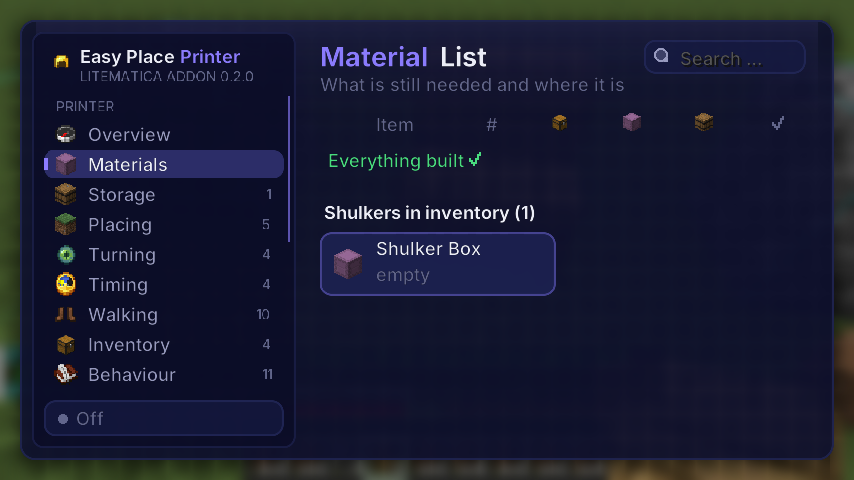 Easy Place Printer
LITEMATICA ADDON 0.2.0
PRINTER
Overview
Materials
Storage 1
Placing 5
Turning 4
Timing 4
Walking 10
Inventory 4
Behaviour 11
Off
Material List
Search ...
What is still needed and where it is
Item #
Everything built ✓
Shulkers in inventory (1)
Shulker Box
empty